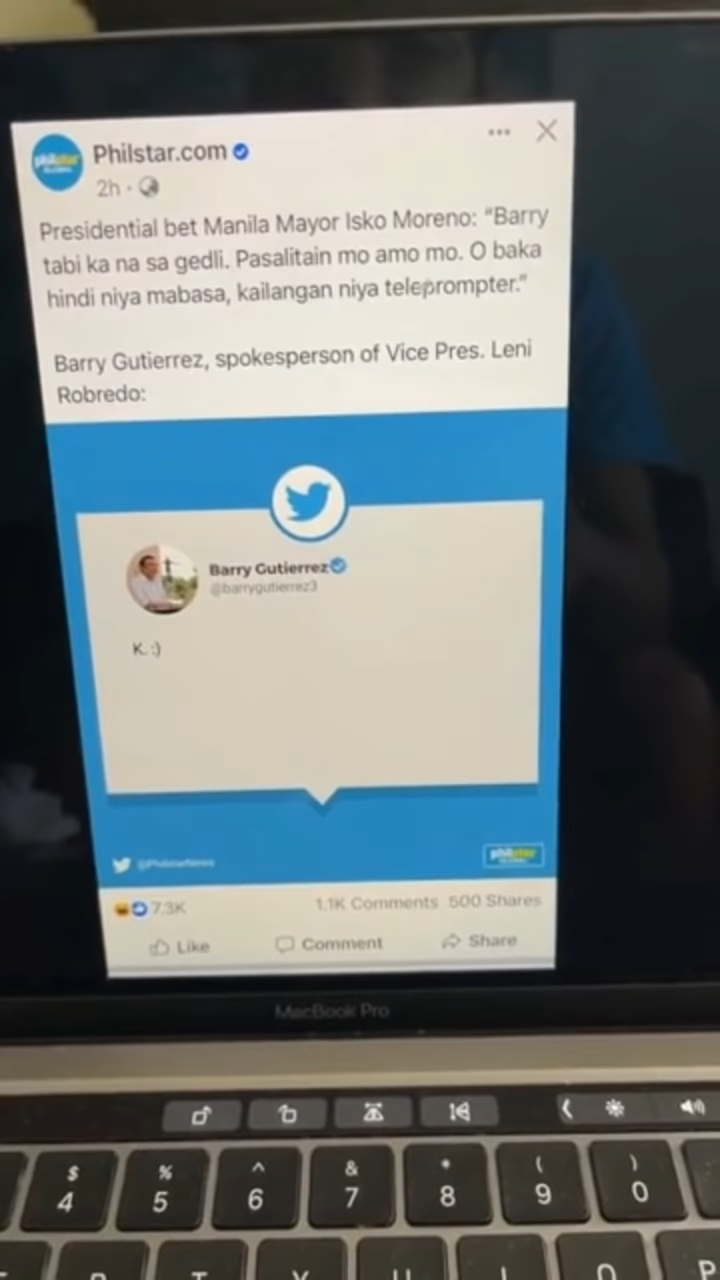 Philstar.com
2h ·
Presidential bet Manila Mayor Isko Moreno: “Barry
tabi ka na sa gedli. Pasalitain mo amo mo. O baka
hindi niya mabasa, kailangan niya teleprompter.”
Barry Gutierrez, spokesperson of Vice Pres. Leni
Robredo:
Barry Gutierrez
@barrygutierrez3
K. :)
@PhilstarNews
philstar
7.3K 1.1K Comments 500 Shares
Like Comment Share
MacBook Pro
$ % ^ & * ( )
4 5 6 7 8 9 0